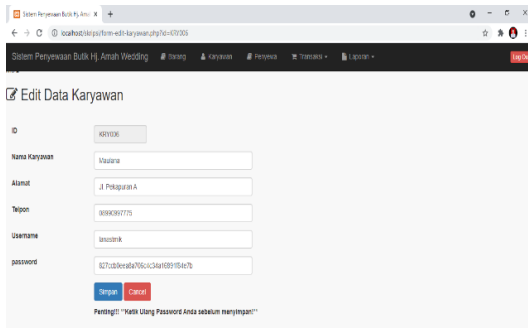 Sistem Penyewaan Butik Hj. Amah
localhost/skripsi/form-edit-karyawan.php?id=KRY006
Sistem Penyewaan Butik Hj. Amah Wedding Barang Karyawan Penyewa Transaksi Laporan Log Ou
Edit Data Karyawan
ID KRY006
Nama Karyawan Maulana
Alamat Jl. Pekapuran A
Telpon
Username
password
Simpan Cancel
Penting!!! **Ketik Ulang Password Anda sebelum menyimpan!**